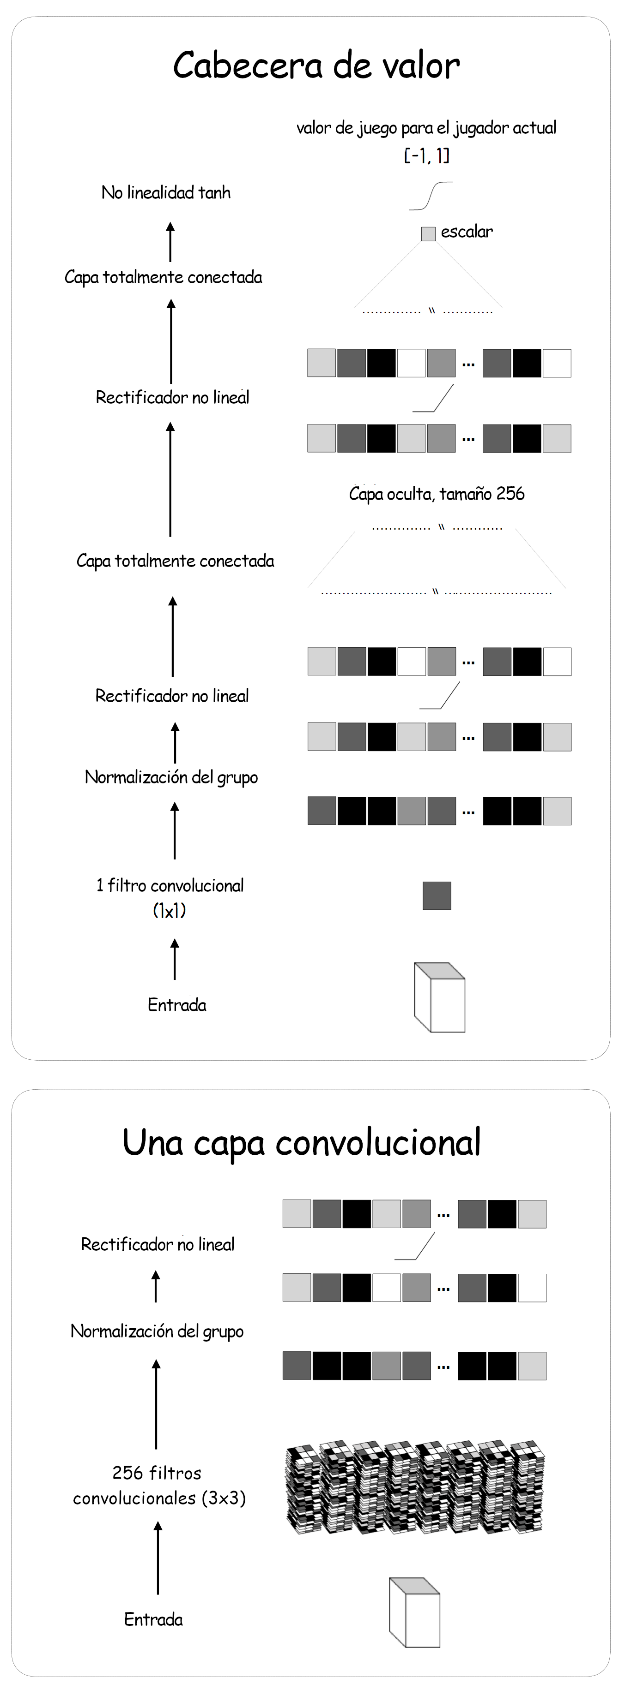 Cabecera de valor
valor de juego para el jugador actual
[-1, 1]
No linealidad tanh
escalar
Capa totalmente conectada
Rectificador no lineal
Capa oculta, tamaño 256
Capa totalmente conectada
Rectificador no lineal
Normalización del grupo
1 filtro convolucional
(1x1)
Entrada
Una capa convolucional
Rectificador no lineal
Normalización del grupo
256 filtros
convolucionales (3x3)
Entrada